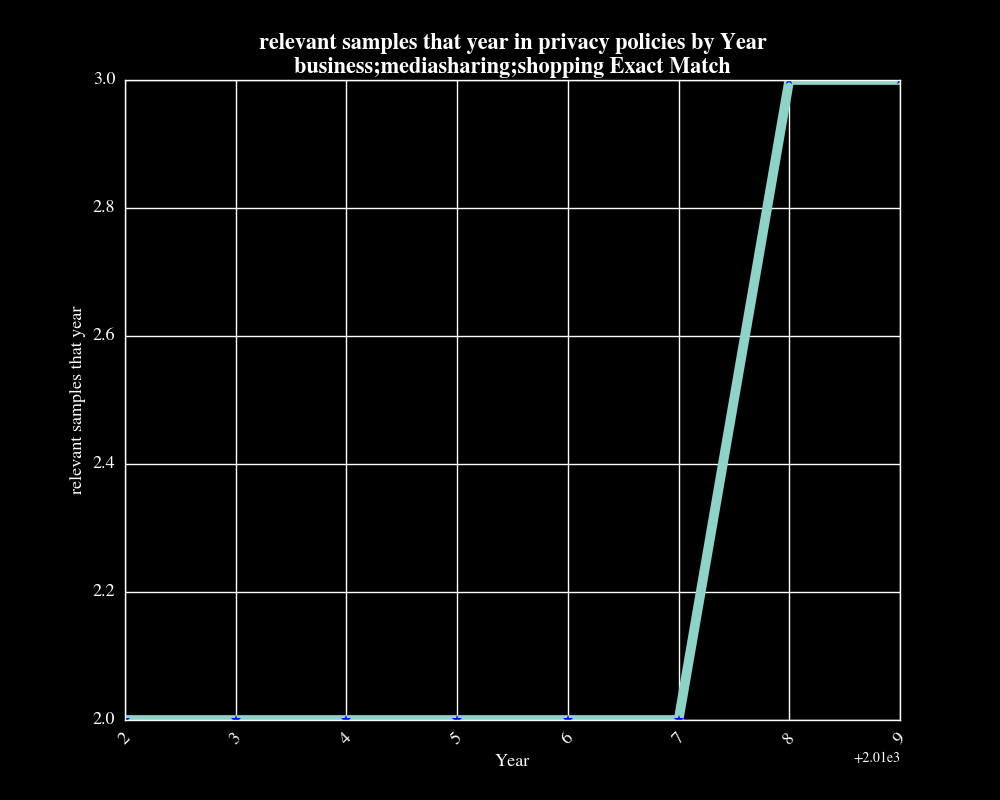 relevant samples that year in privacy policies by Year
business;mediasharing;shopping Exact Match
3.0
2.8
2.6
2.4
2.2
2.0
relevant samples that year
2 3 4 5 6 7 8 9
Year
+2.01e3